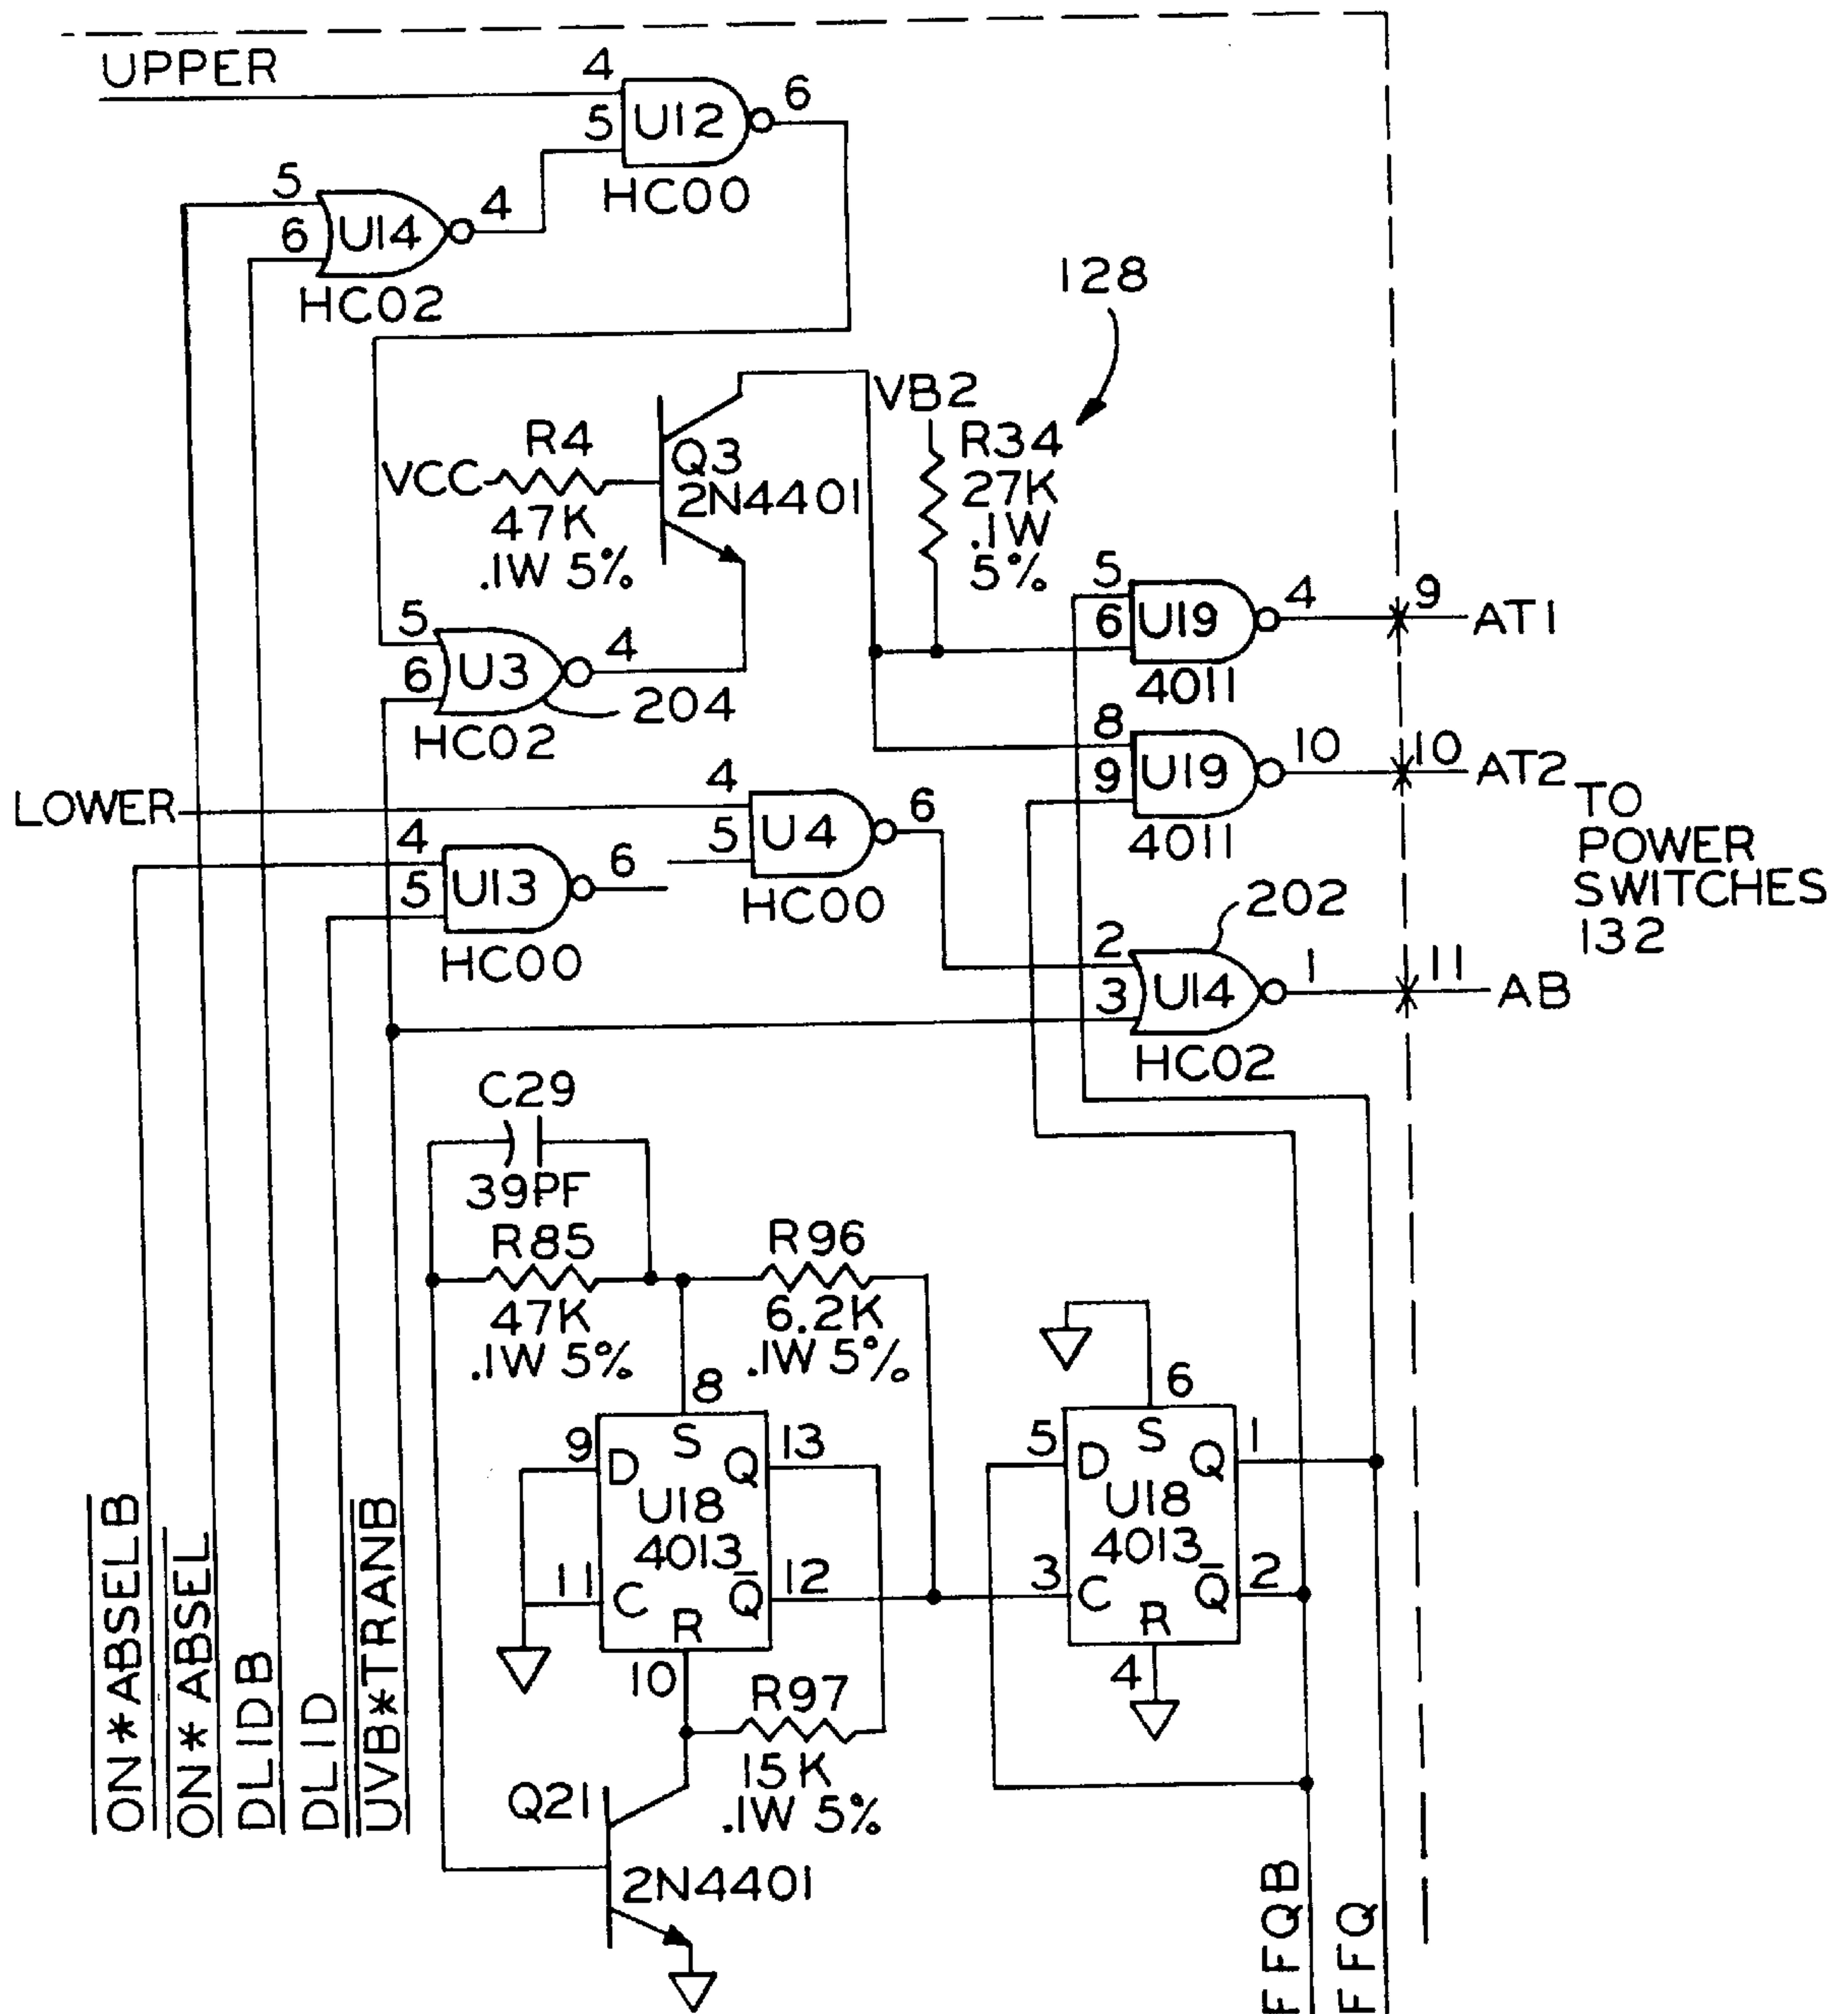 UPPER
4
5
U12
6
HC00
5
6
U14
4
HC02
128
VB2
R34
27K
.1W
5%
R4
VCC
47K
.1W 5%
Q3
2N4401
5
6
U3
4
204
HC02
5
6
U19
4
9
AT1
4011
8
9
U19
10
10
AT2
4011
TO
POWER
SWITCHES
132
LOWER
4
5
U4
6
HC00
4
5
U13
6
HC00
202
2
3
U14
1
11
AB
HC02
C29
39PF
R85
47K
.1W 5%
R96
6.2K
.1W 5%
8
9
D
S
Q
13
U18
4013
11
C
R
Q̅
12
10
R97
15K
.1W 5%
Q21
2N4401
6
5
D
S
Q
1
U18
4013
3
C
R
Q̅
2
4
ON*ABSELB
ON*ABSEL
DLIDB
DLID
UVB*TRANB
FFQB
FFQ